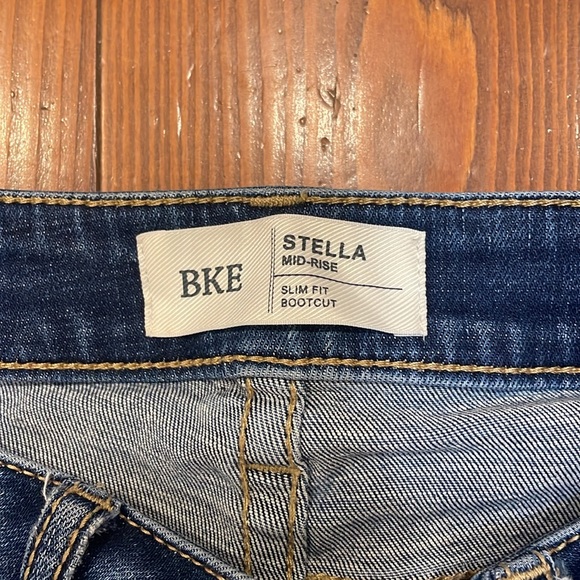 BKE
STELLA
MID-RISE
SLIM FIT
BOOTCUT